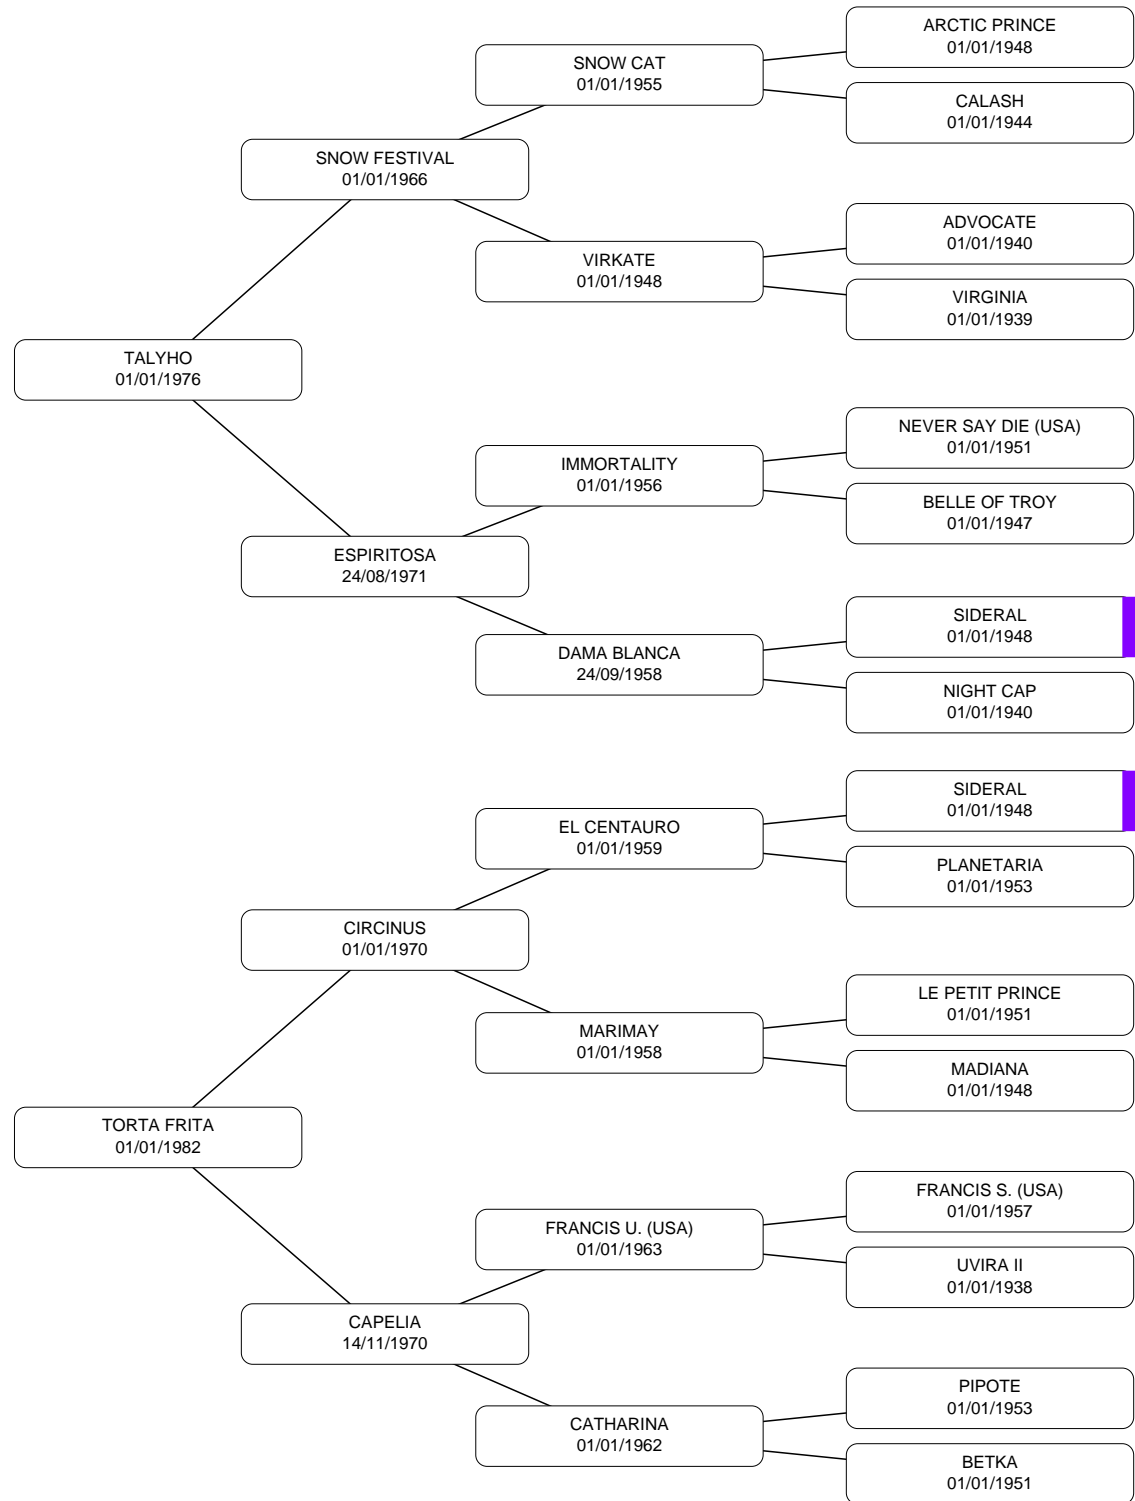 ARCTIC PRINCE
01/01/1948
SNOW CAT
01/01/1955
CALASH
01/01/1944
SNOW FESTIVAL
01/01/1966
ADVOCATE
01/01/1940
VIRKATE
01/01/1948
VIRGINIA
01/01/1939
TALYHO
01/01/1976
NEVER SAY DIE (USA)
01/01/1951
IMMORTALITY
01/01/1956
BELLE OF TROY
01/01/1947
ESPIRITOSA
24/08/1971
SIDERAL
01/01/1948
DAMA BLANCA
24/09/1958
NIGHT CAP
01/01/1940
SIDERAL
01/01/1948
EL CENTAURO
01/01/1959
PLANETARIA
01/01/1953
CIRCINUS
01/01/1970
LE PETIT PRINCE
01/01/1951
MARIMAY
01/01/1958
MADIANA
01/01/1948
TORTA FRITA
01/01/1982
FRANCIS S. (USA)
01/01/1957
FRANCIS U. (USA)
01/01/1963
UVIRA II
01/01/1938
CAPELIA
14/11/1970
PIPOTE
01/01/1953
CATHARINA
01/01/1962
BETKA
01/01/1951